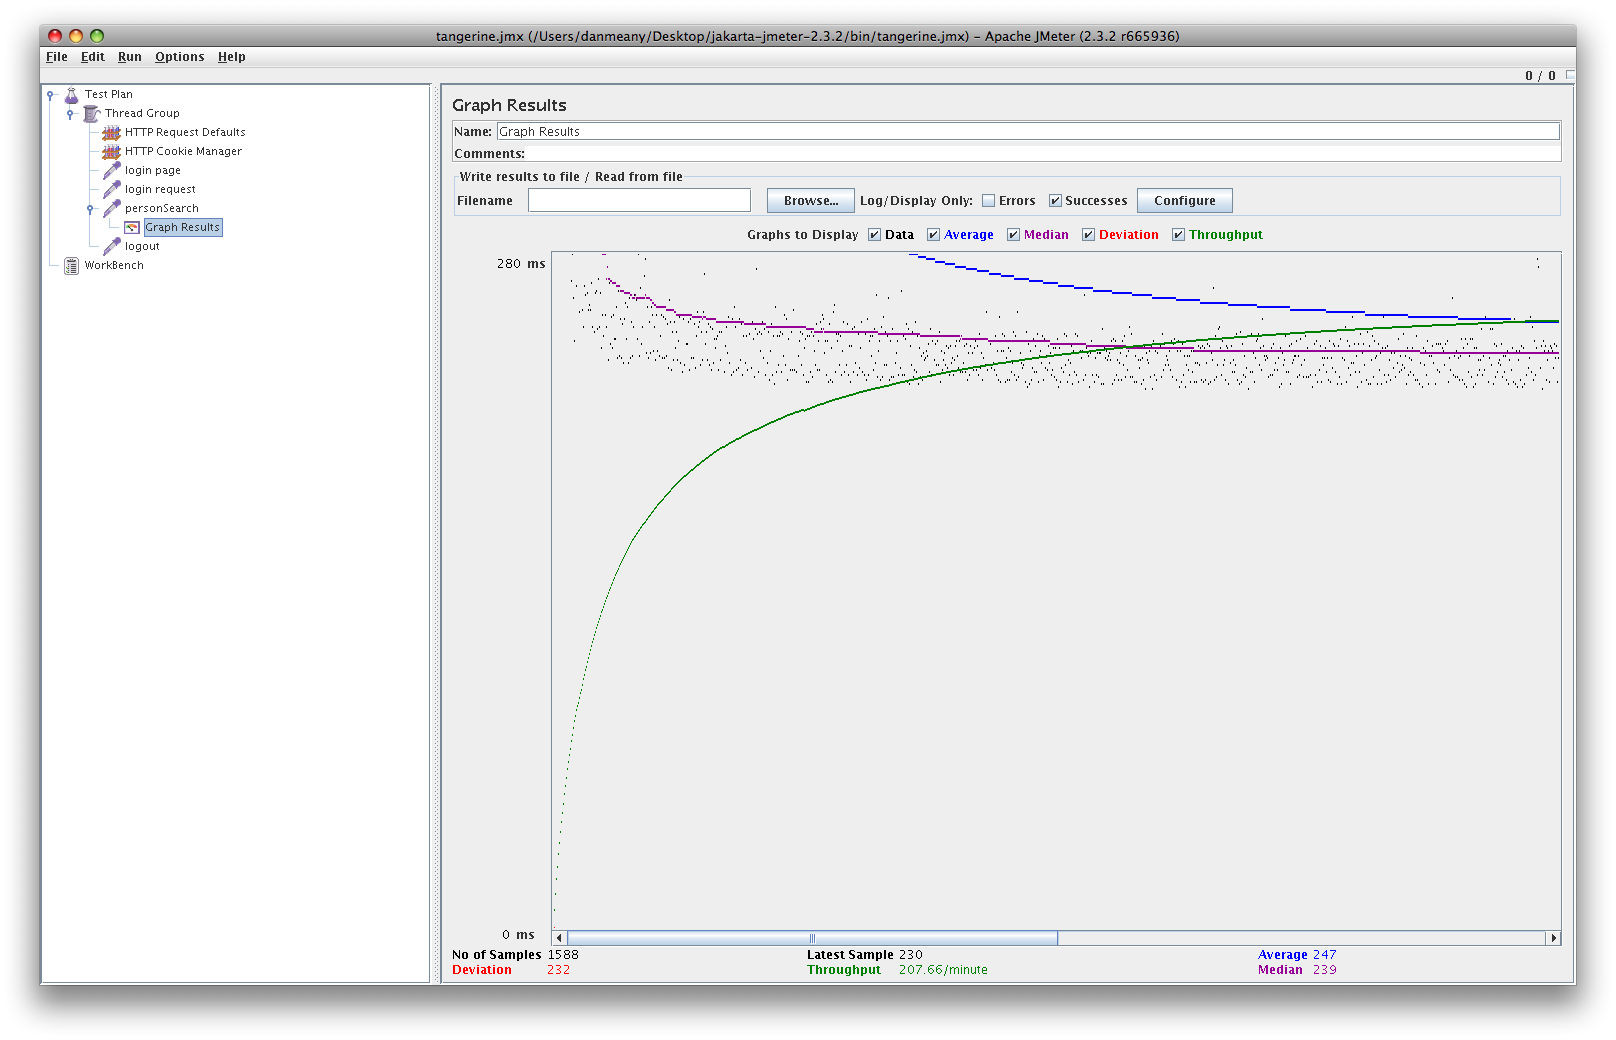 tangerine.jmx (/Users/danmeany/Desktop/jakarta-jmeter-2.3.2/bin/tangerine.jmx) – Apache JMeter (2.3.2 r665936)
File Edit Run Options Help
0 / 0
Test Plan
Thread Group
HTTP Request Defaults
HTTP Cookie Manager
login page
login request
personSearch
Graph Results
logout
WorkBench
Graph Results
Name: Graph Results
Comments:
Write results to file / Read from file
Filename Browse... Log/Display Only: Errors Successes Configure
Graphs to Display Data Average Median Deviation Throughput
280 ms
0 ms
No of Samples 1588 Latest Sample 230 Average 247
Deviation 232 Throughput 207.66/minute Median 239